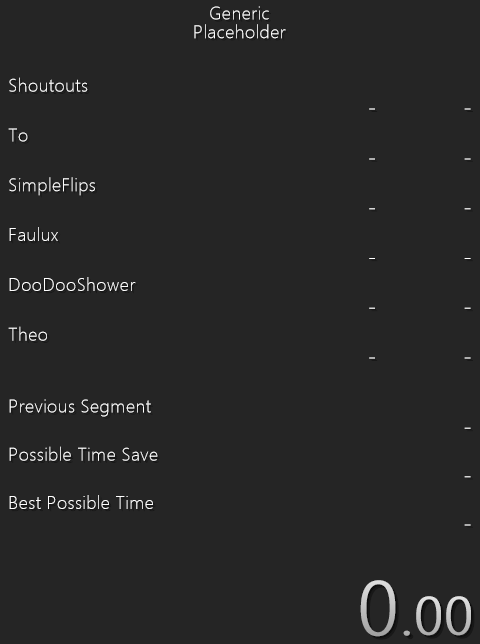 Generic
Placeholder
Shoutouts
- -
To
- -
SimpleFlips
- -
Faulux
- -
DooDooShower
- -
Theo
- -
Previous Segment
-
Possible Time Save
-
Best Possible Time
-
0.00